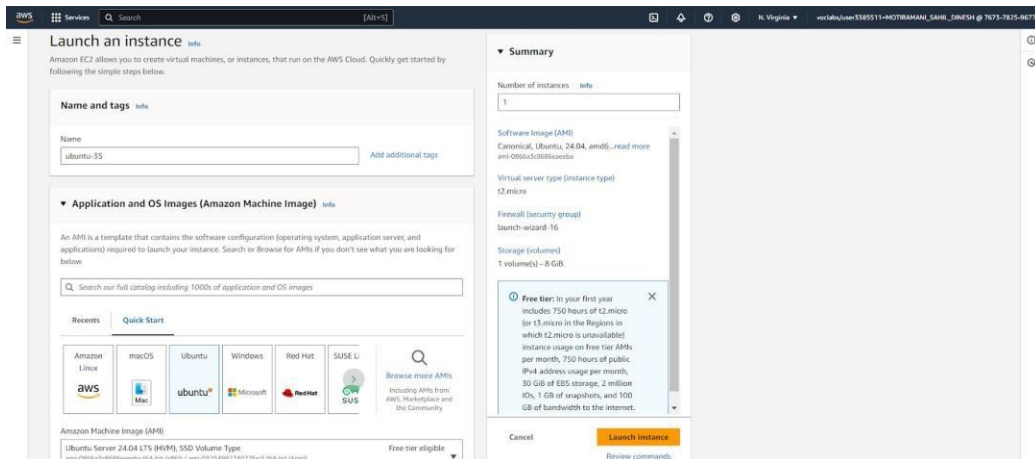 aws
Services
Search
[Alt+S]
N. Virginia
voclabs/user3385511=MOTIRAMANI_SAHIL_DINESH @ 7673-7825-9677
Launch an instance Info
Amazon EC2 allows you to create virtual machines, or instances, that run on the AWS Cloud. Quickly get started by
following the simple steps below.
Name and tags Info
Name
ubuntu-35
Add additional tags
Application and OS Images (Amazon Machine Image) Info
An AMI is a template that contains the software configuration (operating system, application server, and
applications) required to launch your instance. Search or Browse for AMIs if you don't see what you are looking for
below
Search our full catalog including 1000s of application and OS images
Recents
Quick Start
Amazon
Linux
aws
macOS
Mac
Ubuntu
ubuntu
Windows
Microsoft
Red Hat
Red Hat
SUSE Li
SUS
Browse more AMIs
Including AMIs from
AWS, Marketplace and
the Community
Amazon Machine Image (AMI)
Ubuntu Server 24.04 LTS (HVM), SSD Volume Type
Free tier eligible
Summary
Number of instances Info
1
Software Image (AMI)
Canonical, Ubuntu, 24.04, amd6...read more
ami-0866a3c8686eaeeba
Virtual server type (instance type)
t2.micro
Firewall (security group)
launch-wizard-16
Storage (volumes)
1 volume(s) – 8 GiB
Free tier: In your first year
includes 750 hours of t2.micro
(or t3.micro in the Regions in
which t2.micro is unavailable)
instance usage on free tier AMIs
per month, 750 hours of public
IPv4 address usage per month,
30 GiB of EBS storage, 2 million
IOs, 1 GB of snapshots, and 100
GB of bandwidth to the internet.
Cancel
Launch instance
Review commands